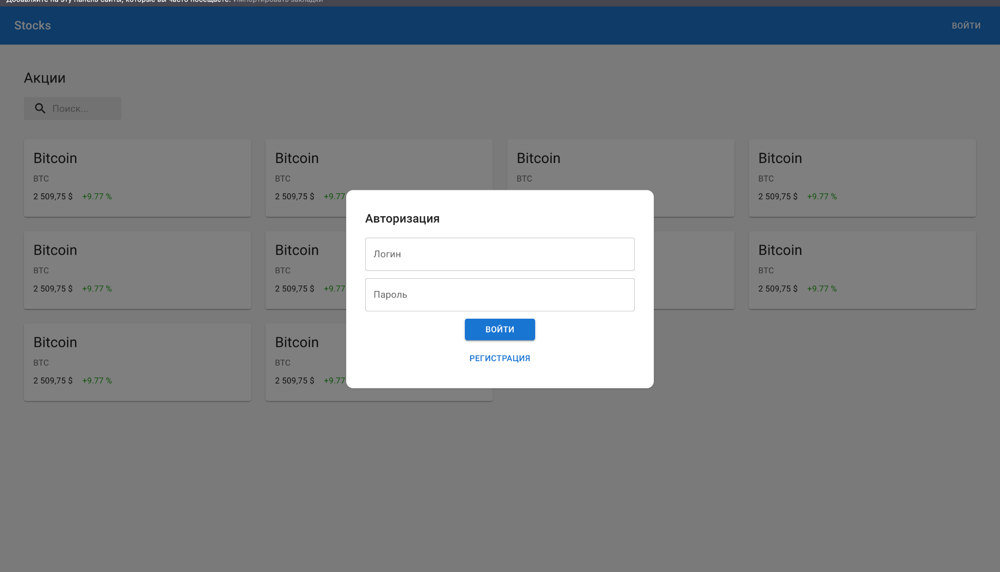 Добавляйте на эту панель сайты, которые вы часто посещаете. Импортировать закладки
Stocks ВОЙТИ
Акции
Поиск...
Bitcoin Bitcoin Bitcoin Bitcoin
BTC BTC BTC BTC
2 509,75 $ +9.77 % 2 509,75 $ +9.77 2 509,75 $ +9.77 %
Авторизация
Bitcoin Bitcoin Логин Bitcoin
BTC BTC BTC
2 509,75 $ +9.77 % 2 509,75 $ +9.77 Пароль 2 509,75 $ +9.77 %
ВОЙТИ
Bitcoin Bitcoin
РЕГИСТРАЦИЯ
BTC BTC
2 509,75 $ +9.77 % 2 509,75 $ +9.77